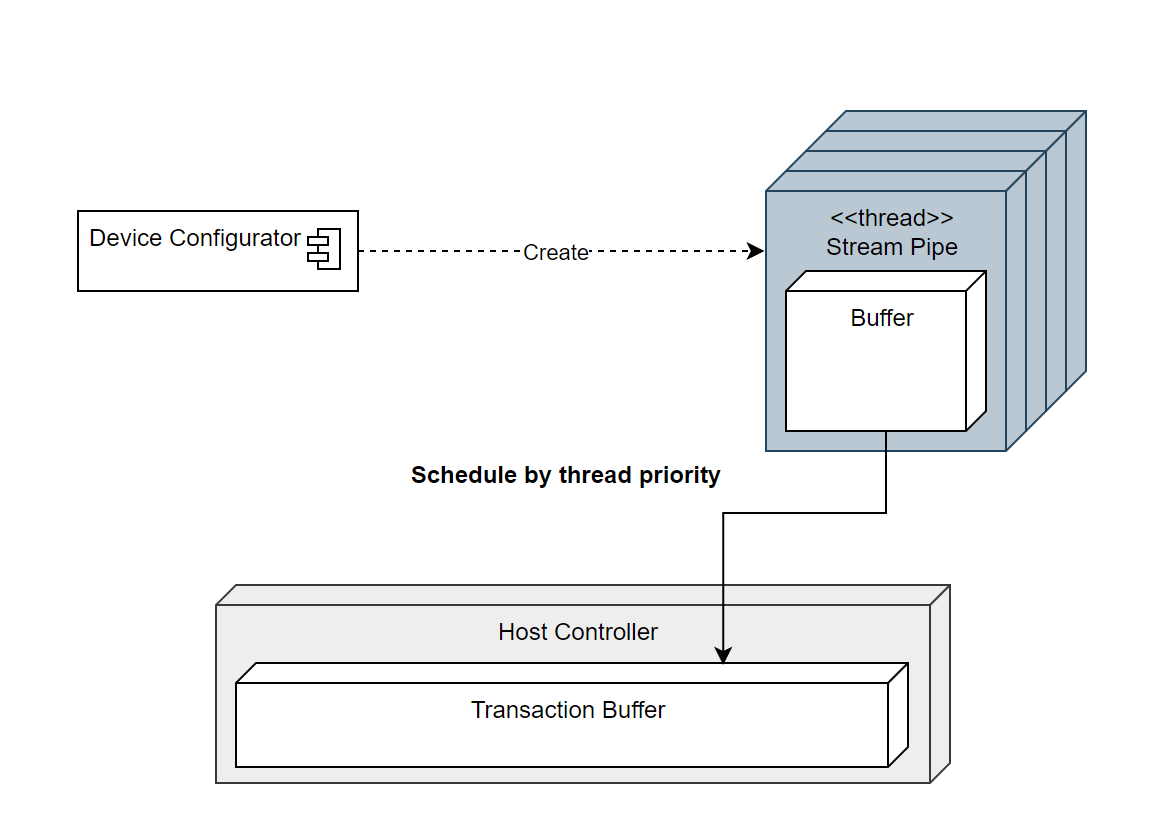 <<thread>>
Stream Pipe
Device Configurator
Create
Buffer
Schedule by thread priority
Host Controller
Transaction Buffer